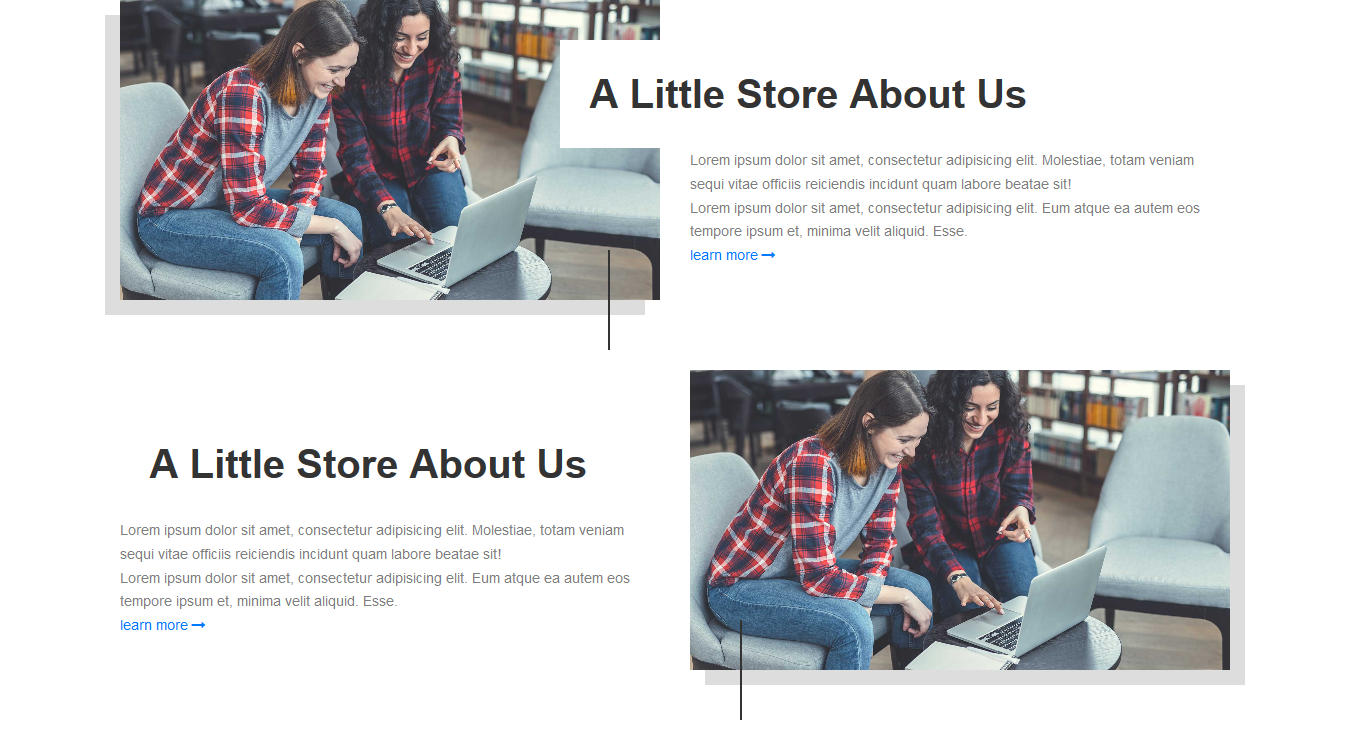 A Little Store About Us
Lorem ipsum dolor sit amet, consectetur adipisicing elit. Molestiae, totam veniam
sequi vitae officiis reiciendis incidunt quam labore beatae sit!
Lorem ipsum dolor sit amet, consectetur adipisicing elit. Eum atque ea autem eos
tempore ipsum et, minima velit aliquid. Esse.
learn more
A Little Store About Us
Lorem ipsum dolor sit amet, consectetur adipisicing elit. Molestiae, totam veniam
sequi vitae officiis reiciendis incidunt quam labore beatae sit!
Lorem ipsum dolor sit amet, consectetur adipisicing elit. Eum atque ea autem eos
tempore ipsum et, minima velit aliquid. Esse.
learn more